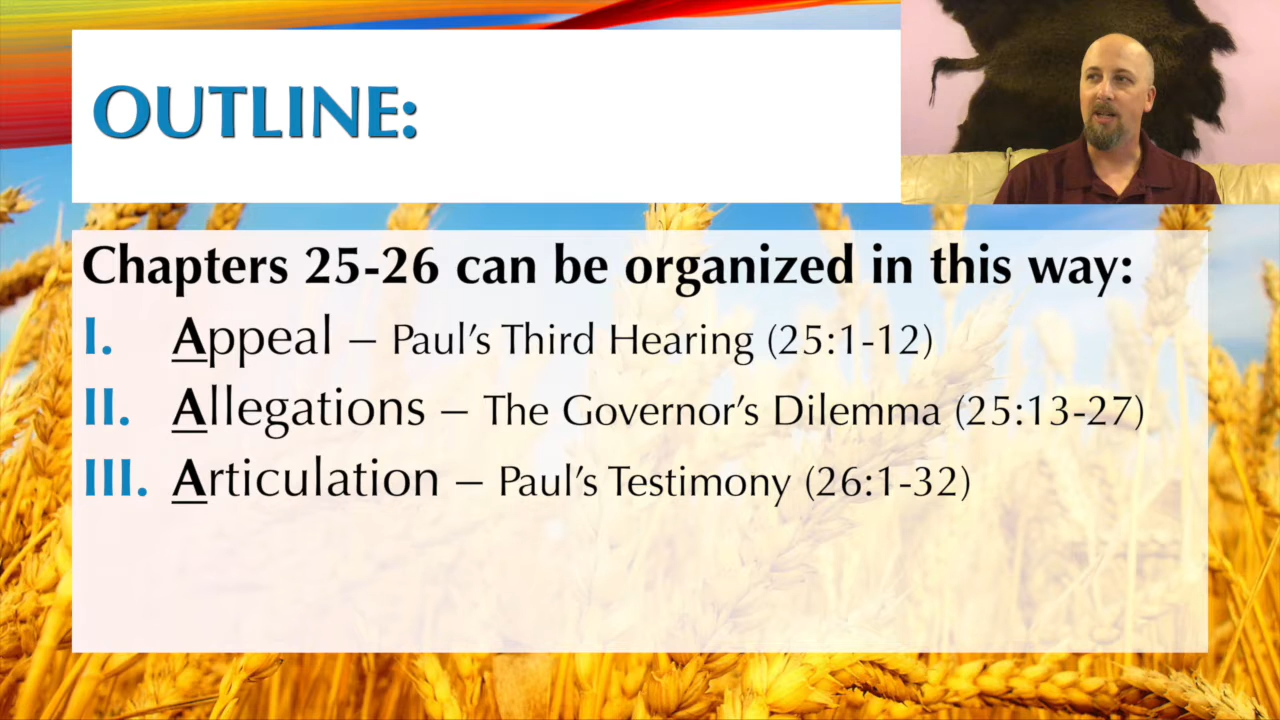 OUTLINE:
Chapters 25-26 can be organized in this way:
I. Appeal – Paul’s Third Hearing (25:1-12)
II. Allegations – The Governor’s Dilemma (25:13-27)
III. Articulation – Paul’s Testimony (26:1-32)